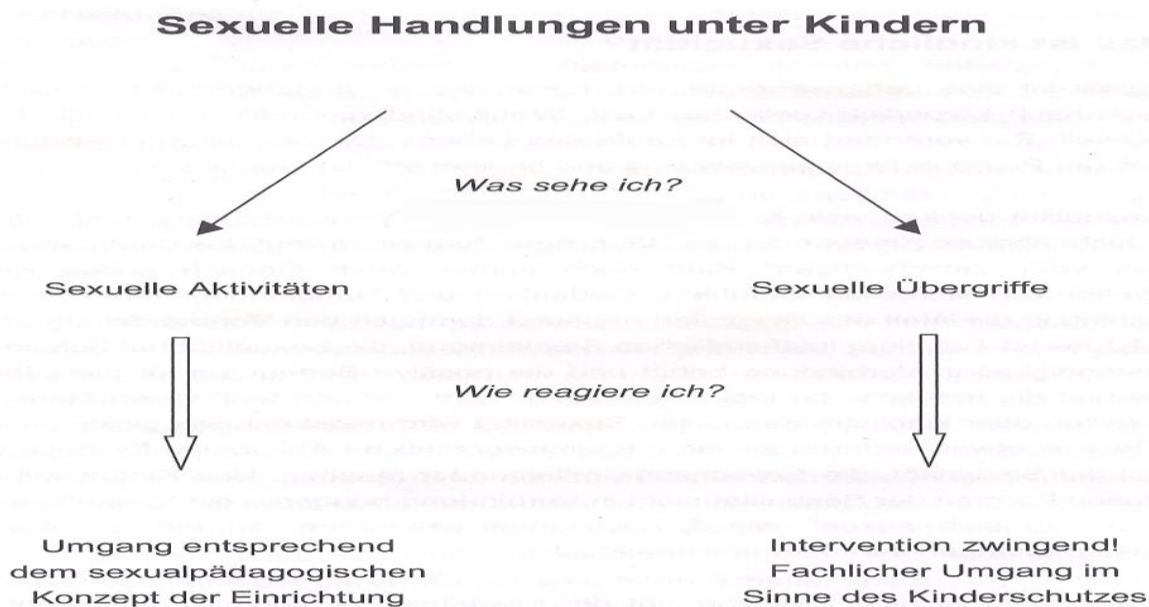 Sexuelle Handlungen unter Kindern
Was sehe ich?
Sexuelle Aktivitäten
Sexuelle Übergriffe
Wie reagiere ich?
Umgang entsprechend
dem sexualpädagogischen
Konzept der Einrichtung
Intervention zwingend!
Fachlicher Umgang im
Sinne des Kinderschutzes